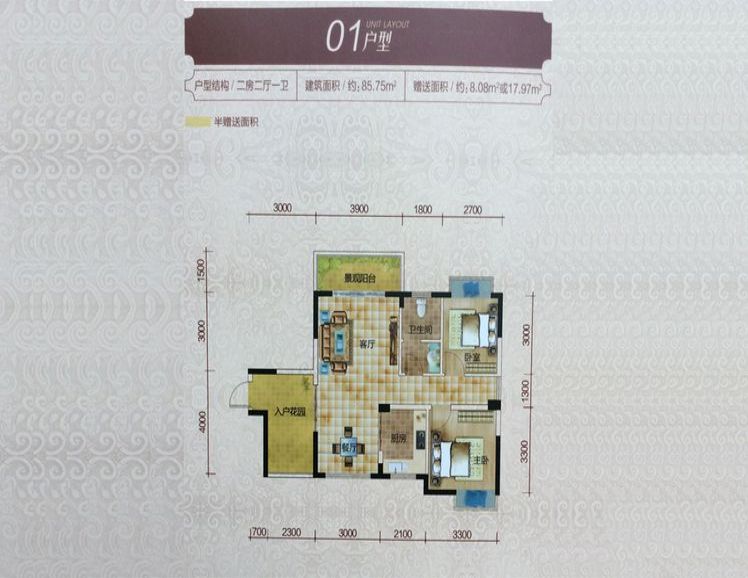 01户型
UNIT LAYOUT
户型结构 / 二房二厅一卫
建筑面积 / 约：85.75m²
赠送面积 / 约：8.08m²或17.97m²
半赠送面积
3000 3900 1800 2700
1500
3000
4000
景观阳台
客厅
卫生间
卧室
入户花园
餐厅
厨房
主卧
3000
1300
3300
700 2300 3000 2100 3300